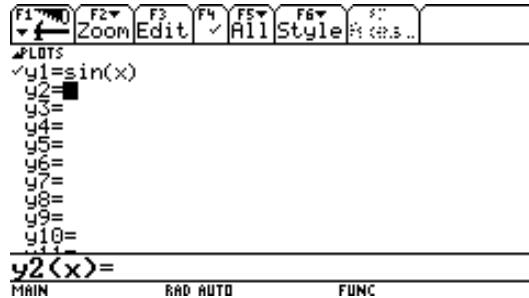 F1 F2 F3 F4 F5 F6
Zoom Edit ✓ All Style
PLOTS
✓y1=sin(x)
y2=
y3=
y4=
y5=
y6=
y7=
y8=
y9=
y10=
y2(x)=
MAIN RAD AUTO FUNC